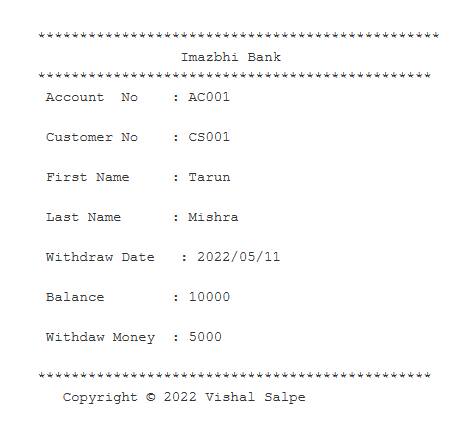 ************************************************
Imazbhi Bank
***********************************************
Account  No    : AC001
Customer No    : CS001
First Name     : Tarun
Last Name      : Mishra
Withdraw Date   : 2022/05/11
Balance        : 10000
Withdaw Money  : 5000
***********************************************
Copyright © 2022 Vishal Salpe